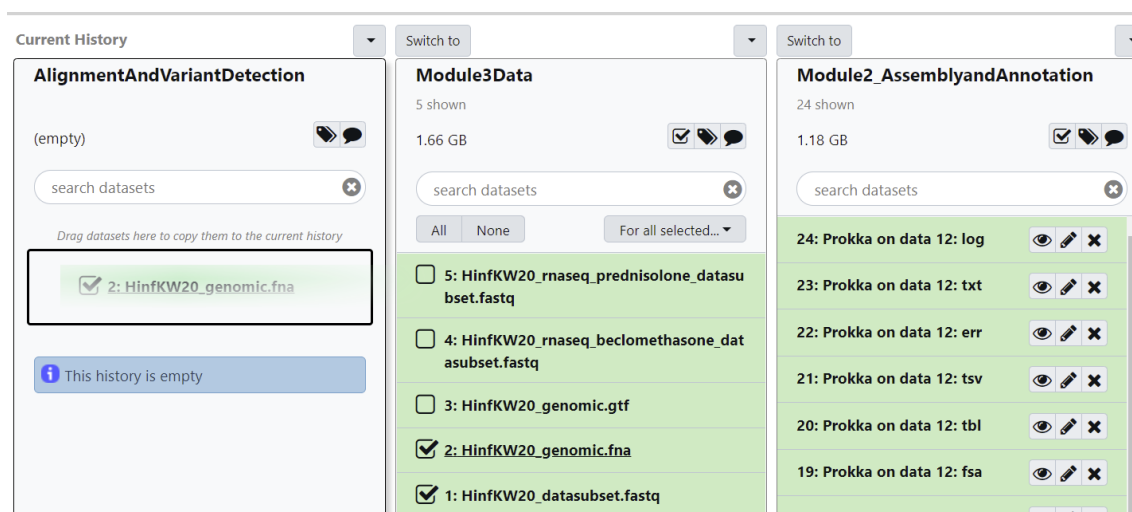 Current History
AlignmentAndVariantDetection
(empty)
search datasets
Drag datasets here to copy them to the current history
2: HinfKW20_genomic.fna
This history is empty
Switch to
Module3Data
5 shown
1.66 GB
search datasets
All None For all selected...
5: HinfKW20_rnaseq_prednisolone_datasu
bset.fastq
4: HinfKW20_rnaseq_beclomethasone_dat
asubset.fastq
3: HinfKW20_genomic.gtf
2: HinfKW20_genomic.fna
1: HinfKW20_datasubset.fastq
Switch to
Module2_AssemblyandAnnotation
24 shown
1.18 GB
search datasets
24: Prokka on data 12: log
23: Prokka on data 12: txt
22: Prokka on data 12: err
21: Prokka on data 12: tsv
20: Prokka on data 12: tbl
19: Prokka on data 12: fsa